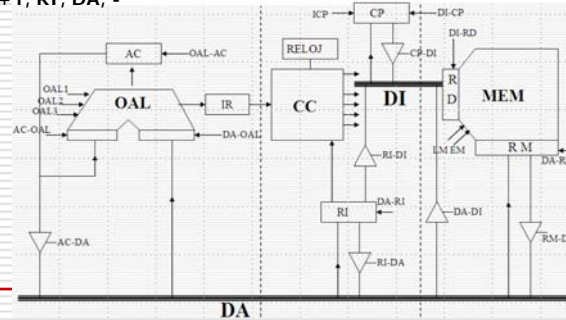 RI, DA, -
ICP
CP
DI-CP
DI-RD
AC
OAL-AC
RELOJ
CP-DI
OAL1
OAL2
OAL3
OAL
IR
CC
DI
R
D
MEM
AC-OAL
DA-OAL
LM EM
R M
RI-DI
DA-R
RI
DA-RI
DA-DI
AC-DA
RI-DA
RM-D
DA